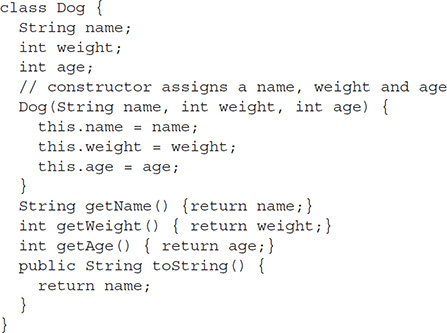 class Dog {
  String name;
  int weight;
  int age;
  // constructor assigns a name, weight and age
  Dog(String name, int weight, int age) {
    this.name = name;
    this.weight = weight;
    this.age = age;
  }
  String getName() {return name;}
  int getWeight() { return weight;}
  int getAge() { return age;}
  public String toString() {
    return name;
  }
}